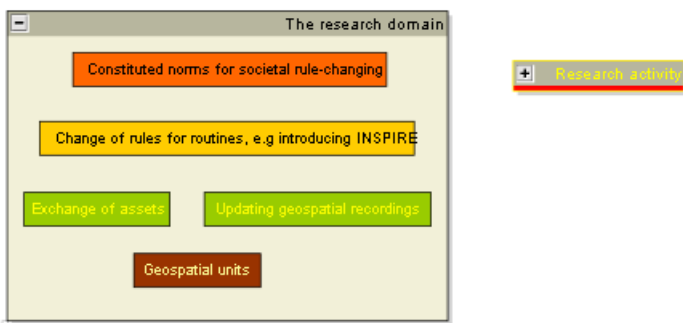 The research domain
Research activity
Constituted norms for societal rule-changing
Change of rules for routines, e.g introducing INSPIRE
Exchange of assets
Updating geospatial recordings
Geospatial units